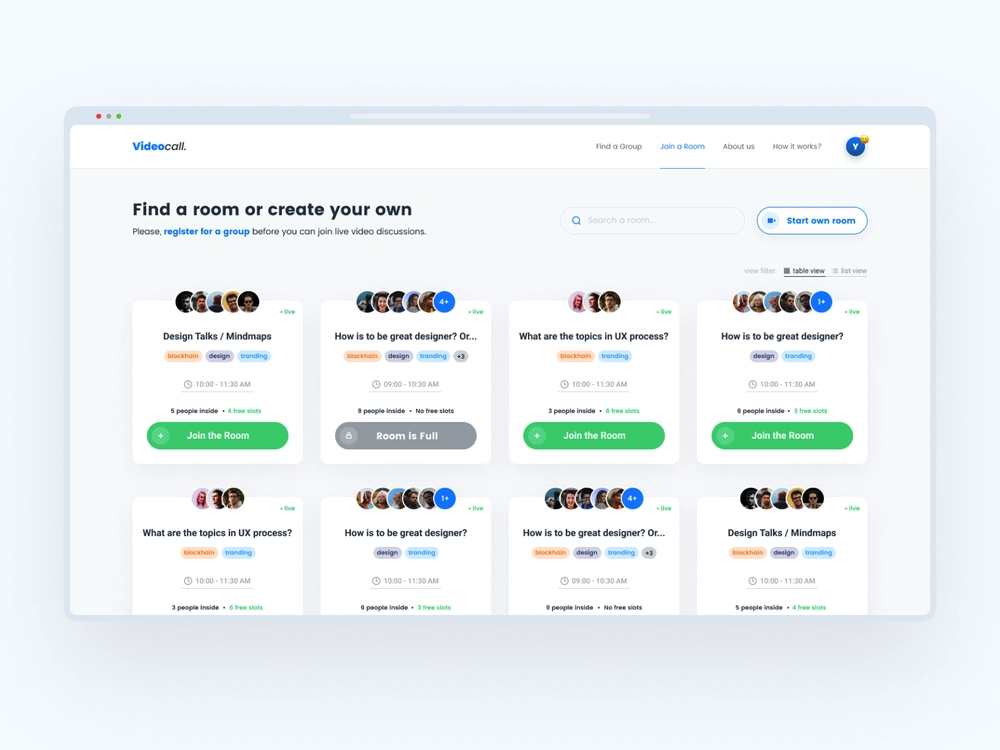 Videocall.
Find a Group Join a Room About us How it works? Y
Find a room or create your own
Please, register for a group before you can join live video discussions.
Search a room...
Start own room
view filter: table view list view
• live
Design Talks / Mindmaps
blockhain design tranding
10:00 - 11:30 AM
5 people inside • 4 free slots
+ Join the Room
4+
• live
How is to be great designer? Or...
blockhain design tranding +3
09:00 - 10:30 AM
9 people inside • No free slots
Room is Full
• live
What are the topics in UX process?
blockhain tranding
10:00 - 11:30 AM
3 people inside • 6 free slots
+ Join the Room
1+
• live
How is to be great designer?
design tranding
10:00 - 11:30 AM
6 people inside • 3 free slots
+ Join the Room
• live
What are the topics in UX process?
blockhain tranding
10:00 - 11:30 AM
3 people inside • 6 free slots
1+
• live
How is to be great designer?
design tranding
10:00 - 11:30 AM
6 people inside • 3 free slots
4+
• live
How is to be great designer? Or...
blockhain design tranding +3
09:00 - 10:30 AM
9 people inside • No free slots
• live
Design Talks / Mindmaps
blockhain design tranding
10:00 - 11:30 AM
5 people inside • 4 free slots